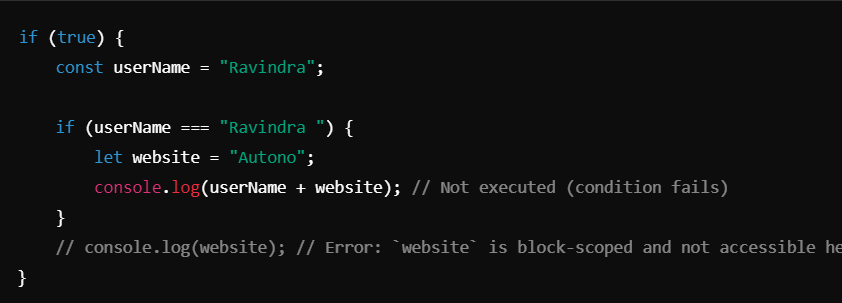 if (true) {
    const userName = "Ravindra";

    if (userName === "Ravindra ") {
        let website = "Autono";
        console.log(userName + website); // Not executed (condition fails)
    }
    // console.log(website); // Error: `website` is block-scoped and not accessible he
}